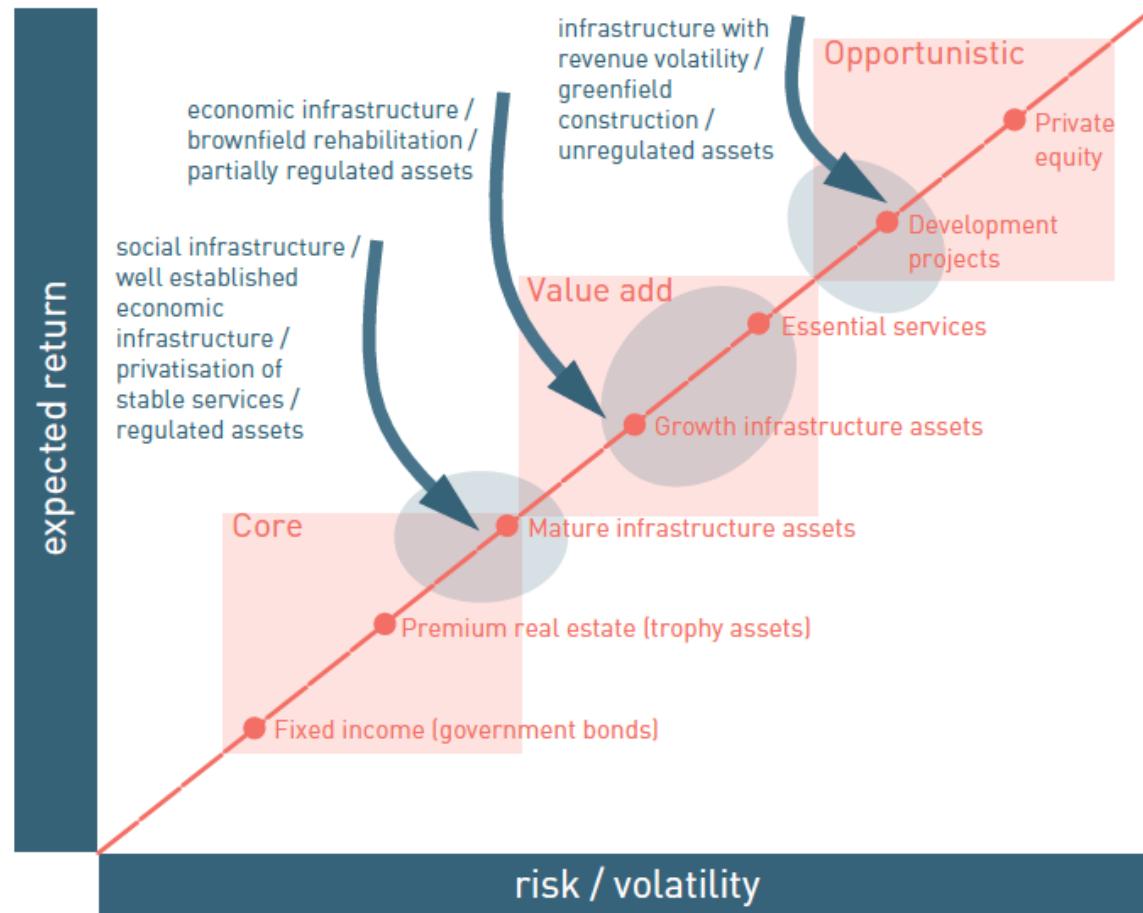 expected return
infrastructure with
revenue volatility /
greenfield
construction /
unregulated assets
Opportunistic
Private
equity
economic infrastructure /
brownfield rehabilitation /
partially regulated assets
Development
projects
social infrastructure /
well established
economic
infrastructure /
privatisation of
stable services /
regulated assets
Value add
Essential services
Growth infrastructure assets
Core
Mature infrastructure assets
Premium real estate (trophy assets)
Fixed income (government bonds)
risk / volatility